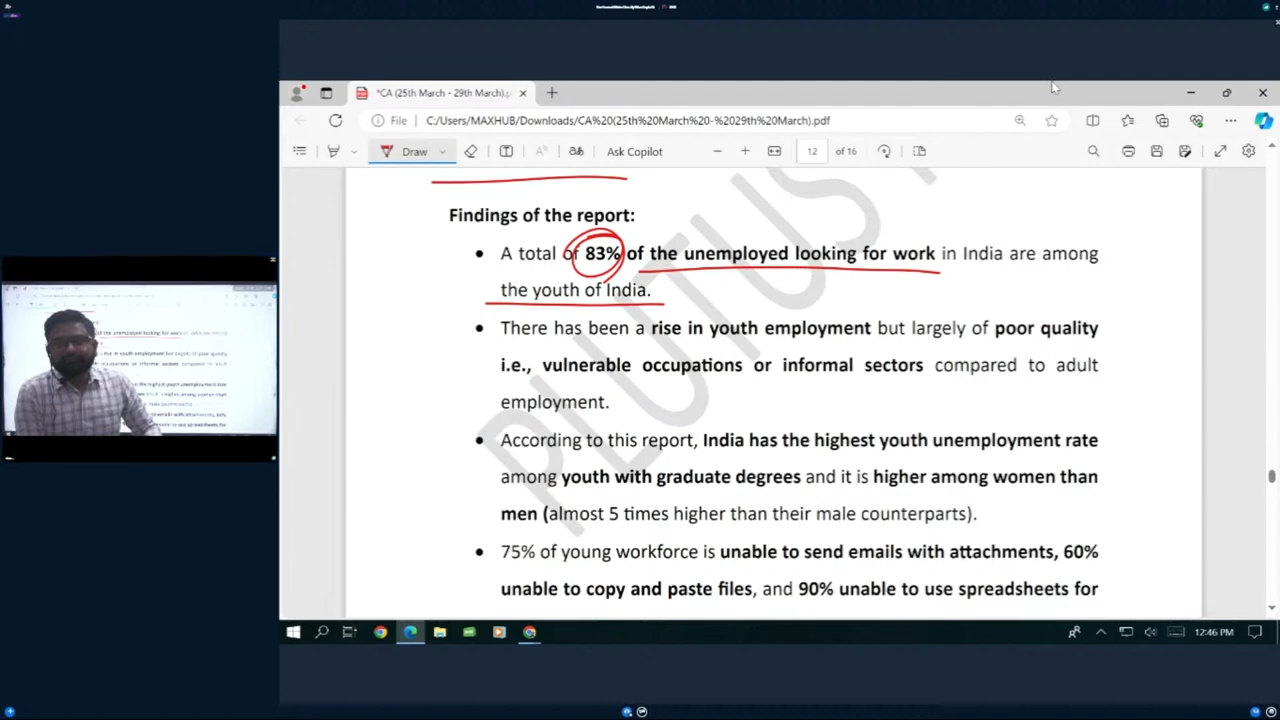 *CA (25th March - 29th March).p
File C:/Users/MAXHUB/Downloads/CA%20(25th%20March%20-%2029th%20March).pdf
Draw Ask Copilot 12 of 16
Findings of the report:
• A total of 83% of the unemployed looking for work in India are among
the youth of India.
• There has been a rise in youth employment but largely of poor quality
i.e., vulnerable occupations or informal sectors compared to adult
employment.
• According to this report, India has the highest youth unemployment rate
among youth with graduate degrees and it is higher among women than
men (almost 5 times higher than their male counterparts).
• 75% of young workforce is unable to send emails with attachments, 60%
unable to copy and paste files, and 90% unable to use spreadsheets for
PLUTUS
12:46 PM